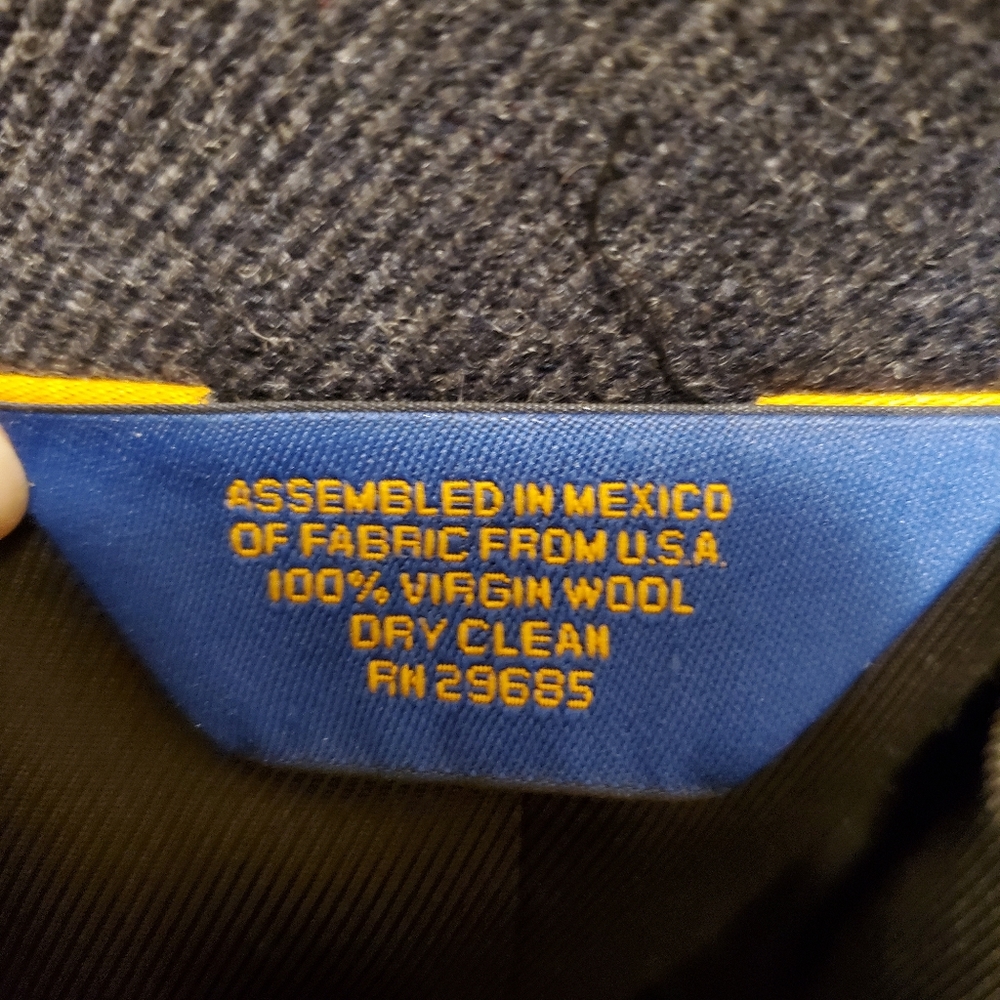 ASSEMBLED IN MEXICO
OF FABRIC FROM U.S.A.
100% VIRGIN WOOL
DRY CLEAN
RN 29685